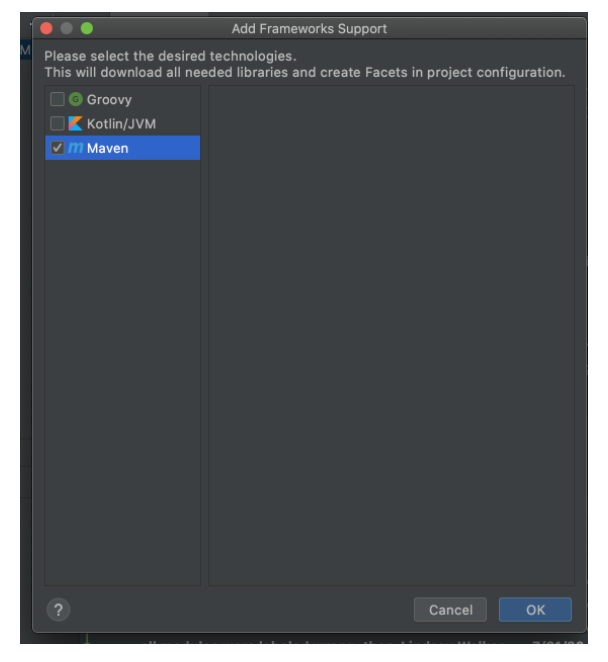 Add Frameworks Support
M
Please select the desired technologies.
This will download all needed libraries and create Facets in project configuration.
G Groovy
Kotlin/JVM
m Maven
?
Cancel
OK